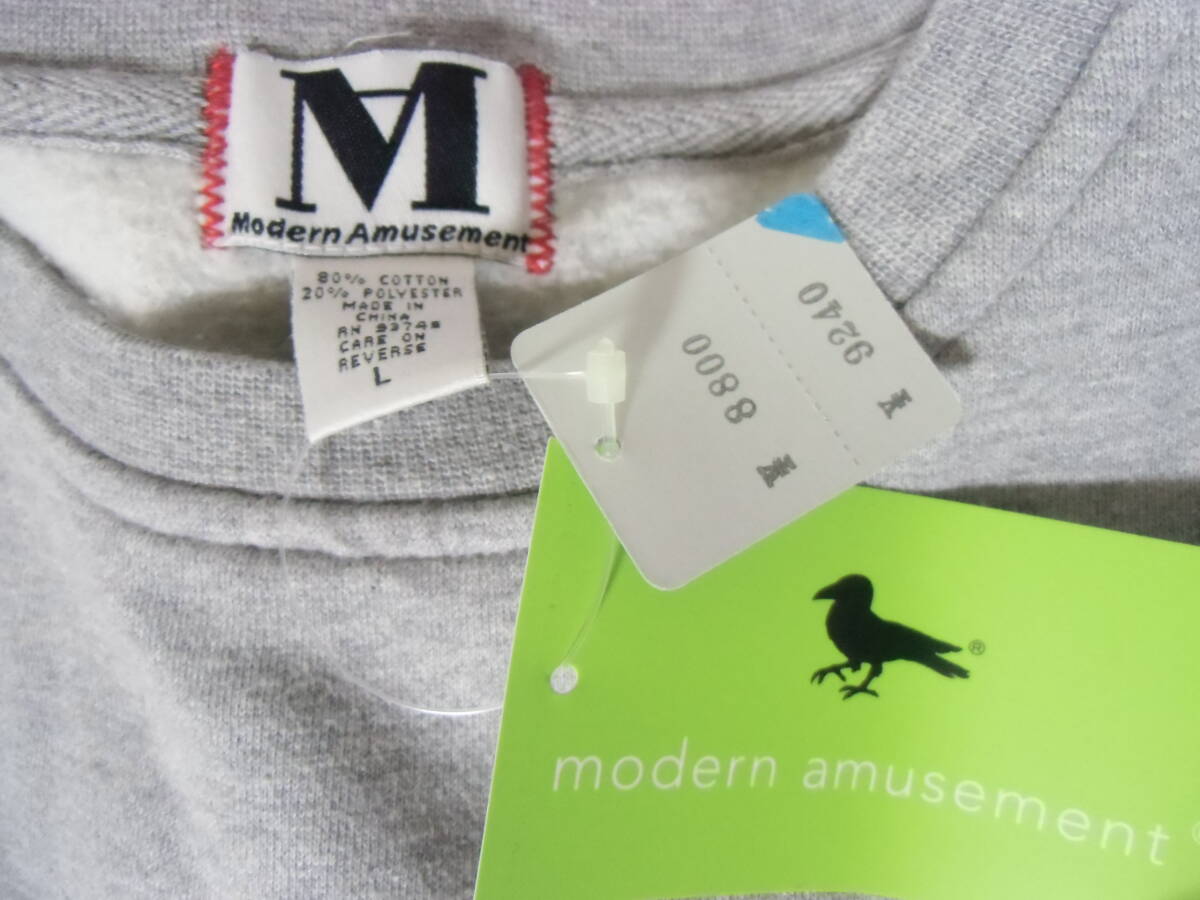 M
Modern Amusement
80% COTTON
20% POLYESTER
MADE IN
CHINA
CARE ON
REVERSE
L
¥ 9240
¥ 8800
®
modern amusement